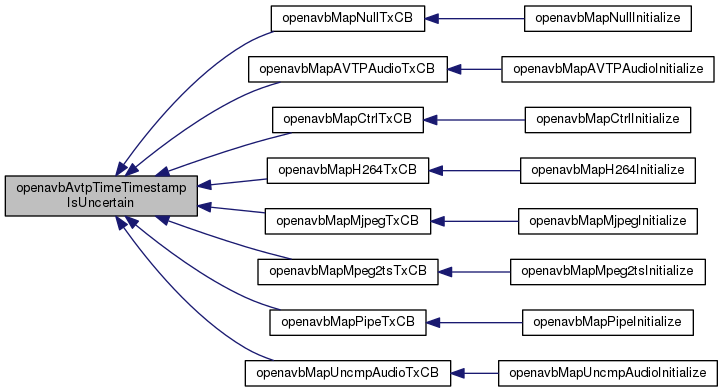 openavbMapNullTxCB
openavbMapNullInitialize
openavbMapAVTPAudioTxCB
openavbMapAVTPAudioInitialize
openavbMapCtrlTxCB
openavbMapCtrlInitialize
openavbMapH264TxCB
openavbMapH264Initialize
openavbAvtpTimeTimestamp
IsUncertain
openavbMapMjpegTxCB
openavbMapMjpegInitialize
openavbMapMpeg2tsTxCB
openavbMapMpeg2tsInitialize
openavbMapPipeTxCB
openavbMapPipeInitialize
openavbMapUncmpAudioTxCB
openavbMapUncmpAudioInitialize